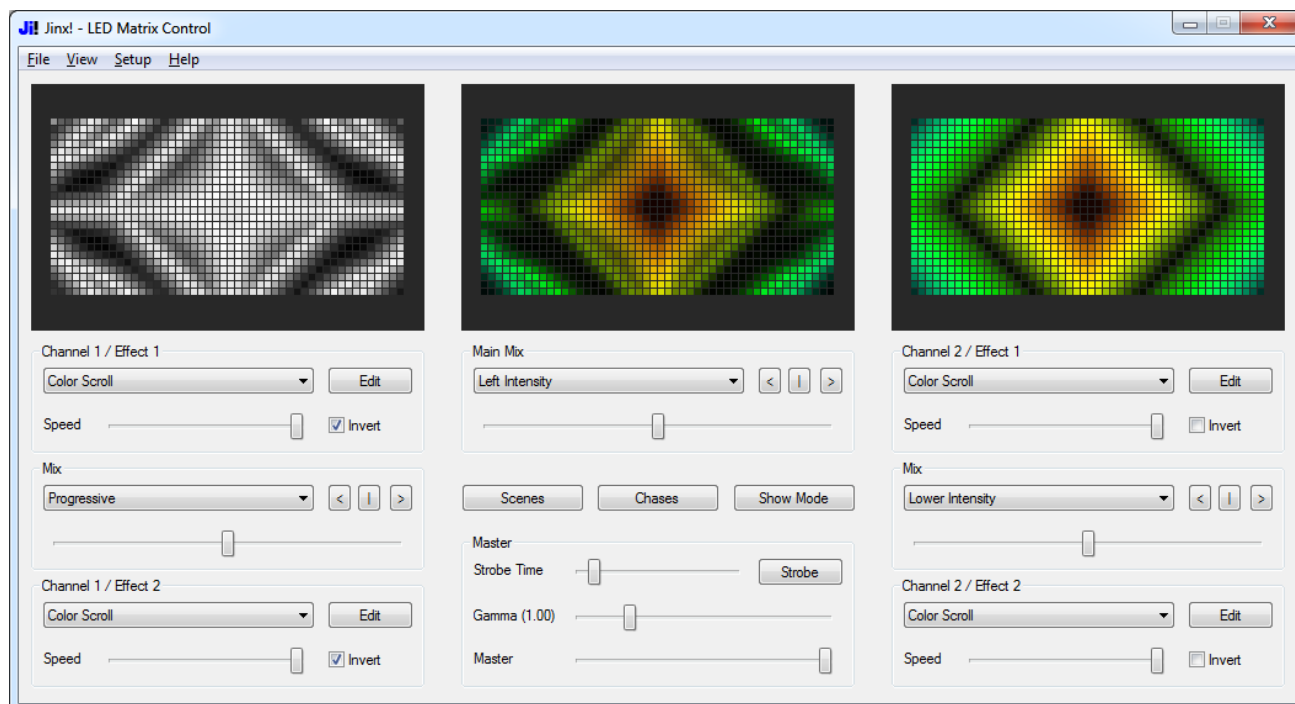 Ji! Jinx! - LED Matrix Control
File View Setup Help
Channel 1 / Effect 1
Color Scroll
Edit
Speed
Invert
Mix
Progressive
< | >
Channel 1 / Effect 2
Color Scroll
Edit
Speed
Invert
Main Mix
Left Intensity
< | >
Scenes
Chases
Show Mode
Master
Strobe Time
Strobe
Gamma (1.00)
Master
Channel 2 / Effect 1
Color Scroll
Edit
Speed
Invert
Mix
Lower Intensity
< | >
Channel 2 / Effect 2
Color Scroll
Edit
Speed
Invert